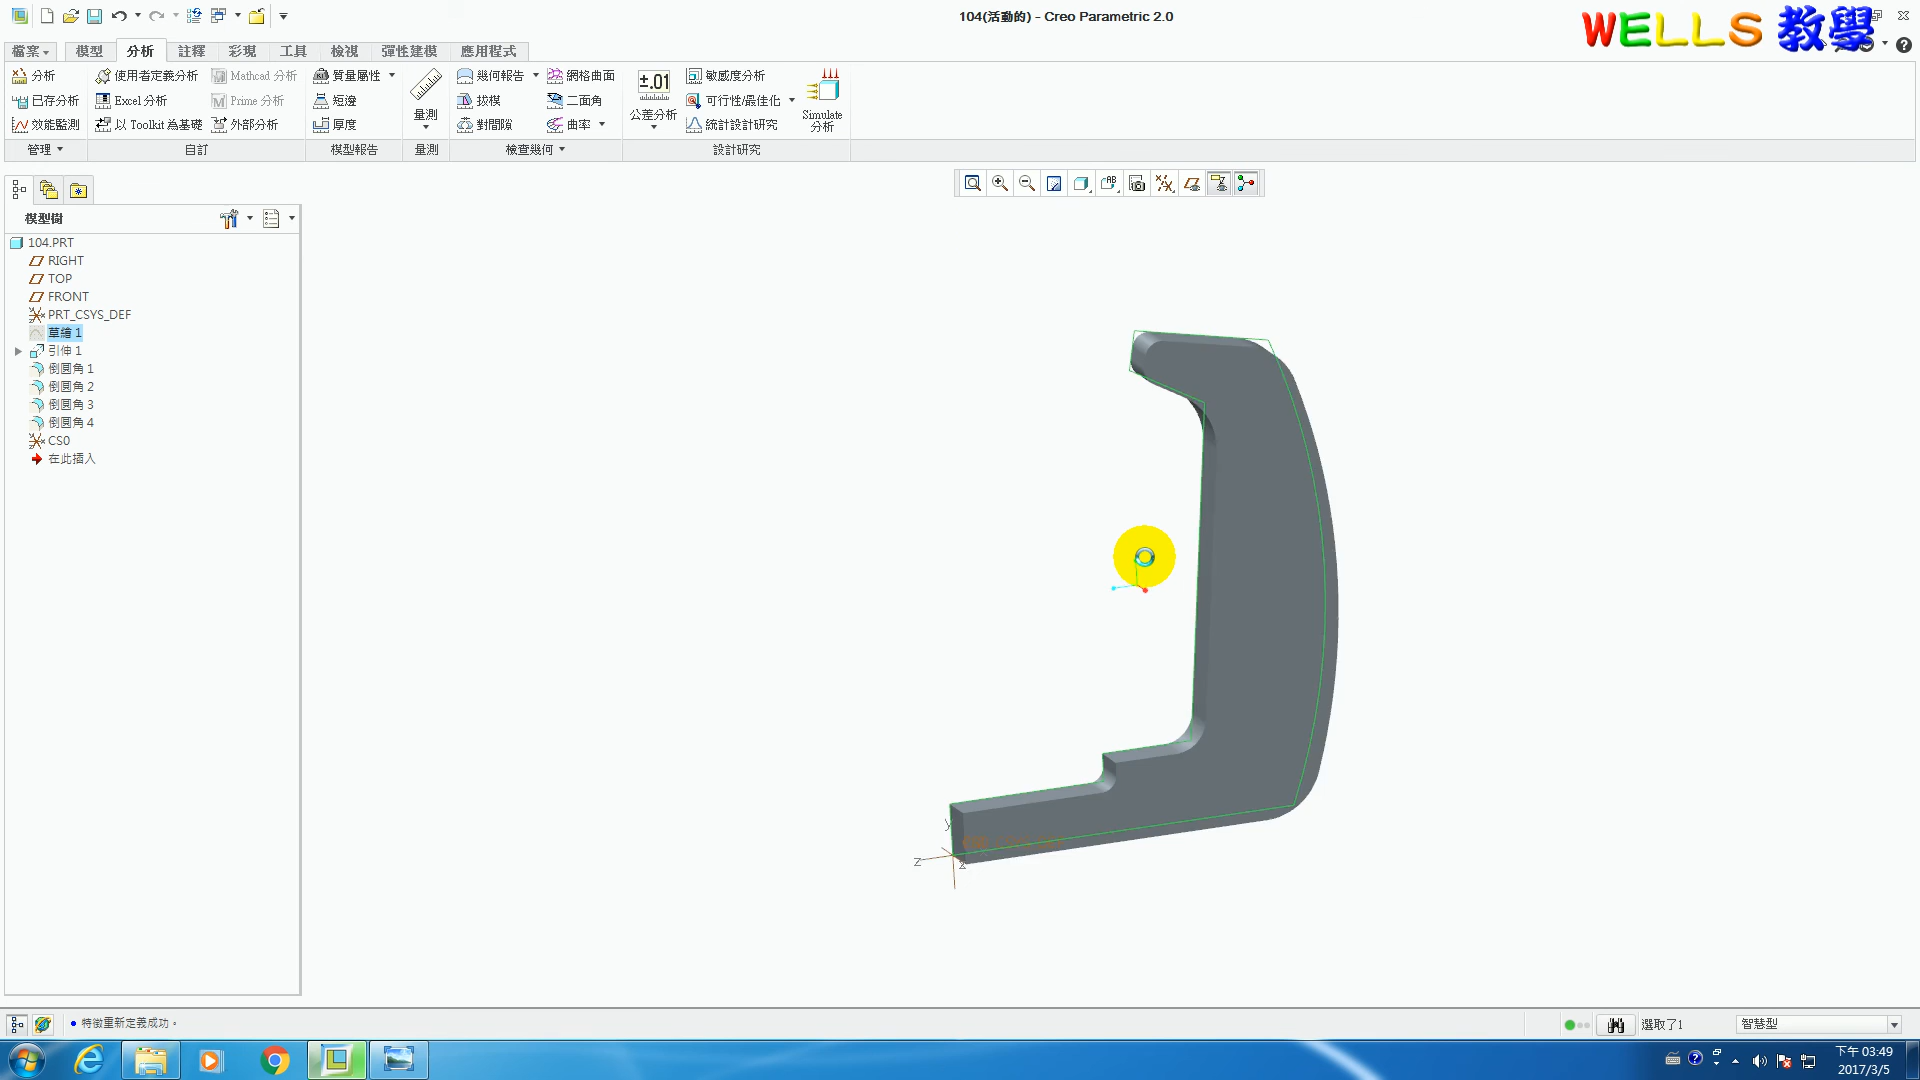 104(活動的) - Creo Parametric 2.0
WELLS 教學
檔案 模型 分析 註釋 彩現 工具 檢視 彈性建模 應用程式
分析 使用者定義分析 Mathcad 分析 質量屬性 幾何報告 網格曲面 敏感度分析
已存分析 Excel 分析 Prime 分析 短邊 拔模 二面角 可行性/最佳化
效能監測 以 Toolkit 為基礎 外部分析 厚度 對間隙 曲率 統計設計研究
量測 ±.01 公差分析 Simulate 分析
管理 自訂 模型報告 量測 檢查幾何 設計研究
模型樹
104.PRT
RIGHT
TOP
FRONT
PRT_CSYS_DEF
草繪 1
引伸 1
倒圓角 1
倒圓角 2
倒圓角 3
倒圓角 4
CS0
在此插入
y
z
特徵重新定義成功。
選取了1
智慧型
下午 03:49
2017/3/5